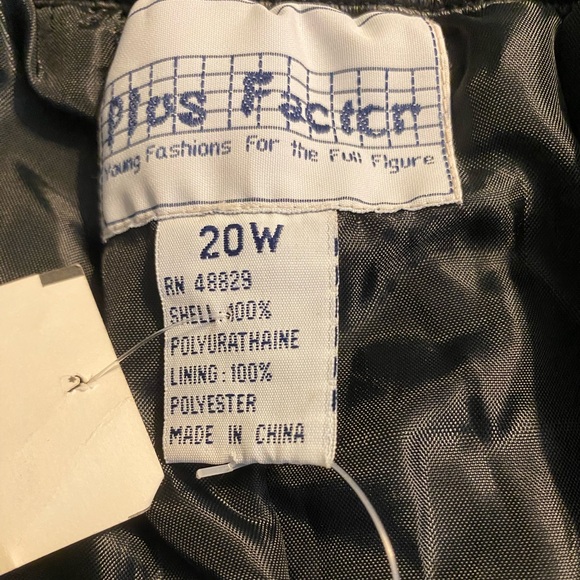 Plus Factor
Young Fashions For the Full Figure
20W
RN 48829
SHELL: 100%
POLYURATHAINE
LINING: 100%
POLYESTER
MADE IN CHINA